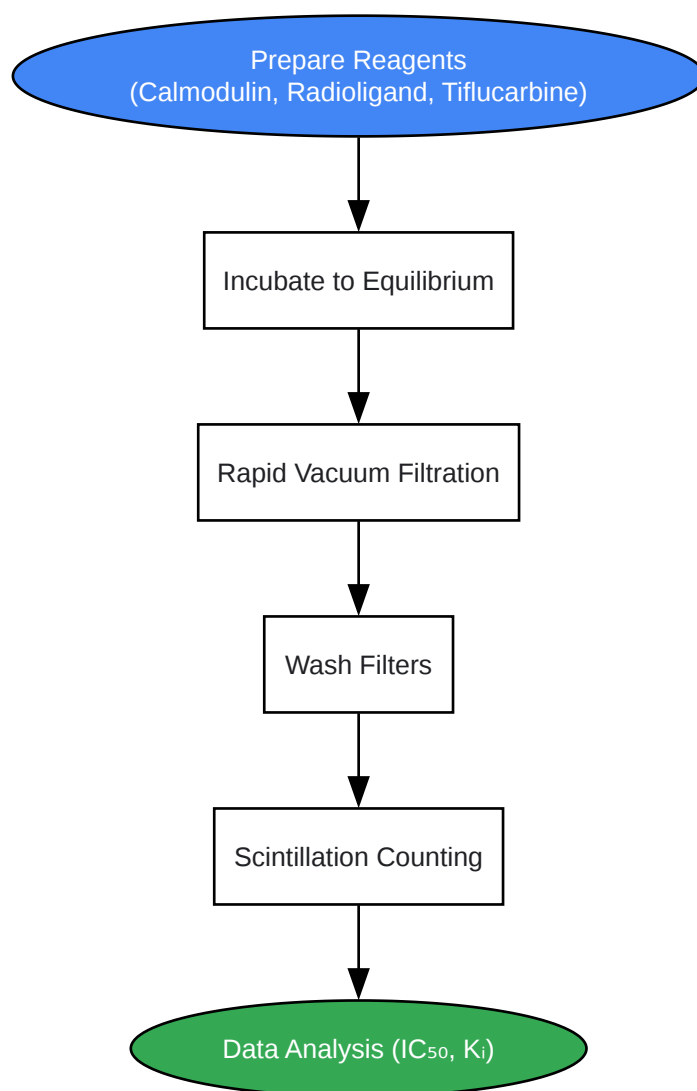 Prepare Reagents
(Calmodulin, Radioligand, Tiflucarbine)
Incubate to Equilibrium
Rapid Vacuum Filtration
Wash Filters
Scintillation Counting
Data Analysis (IC₅₀, Kᵢ)